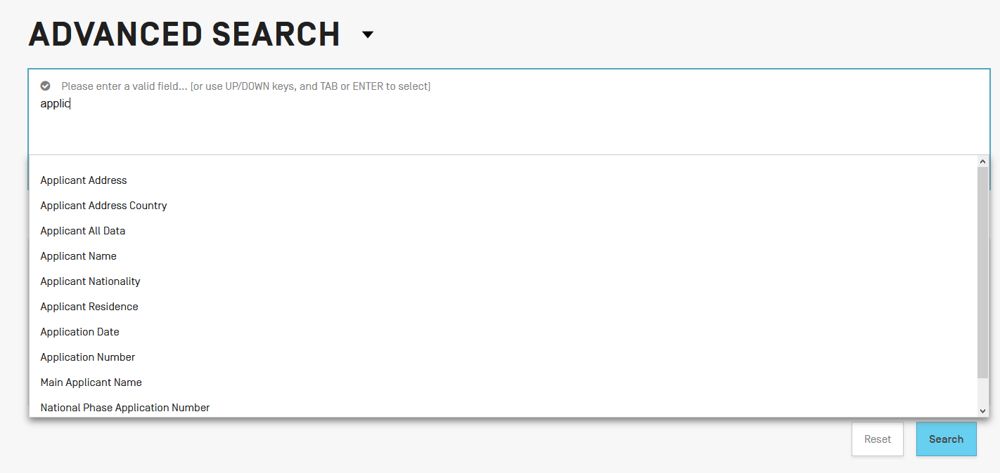 ADVANCED SEARCH
Please enter a valid field... [or use UP/DOWN keys, and TAB or ENTER to select]
applic
Applicant Address
Applicant Address Country
Applicant All Data
Applicant Name
Applicant Nationality
Applicant Residence
Application Date
Application Number
Main Applicant Name
National Phase Application Number
Reset
Search